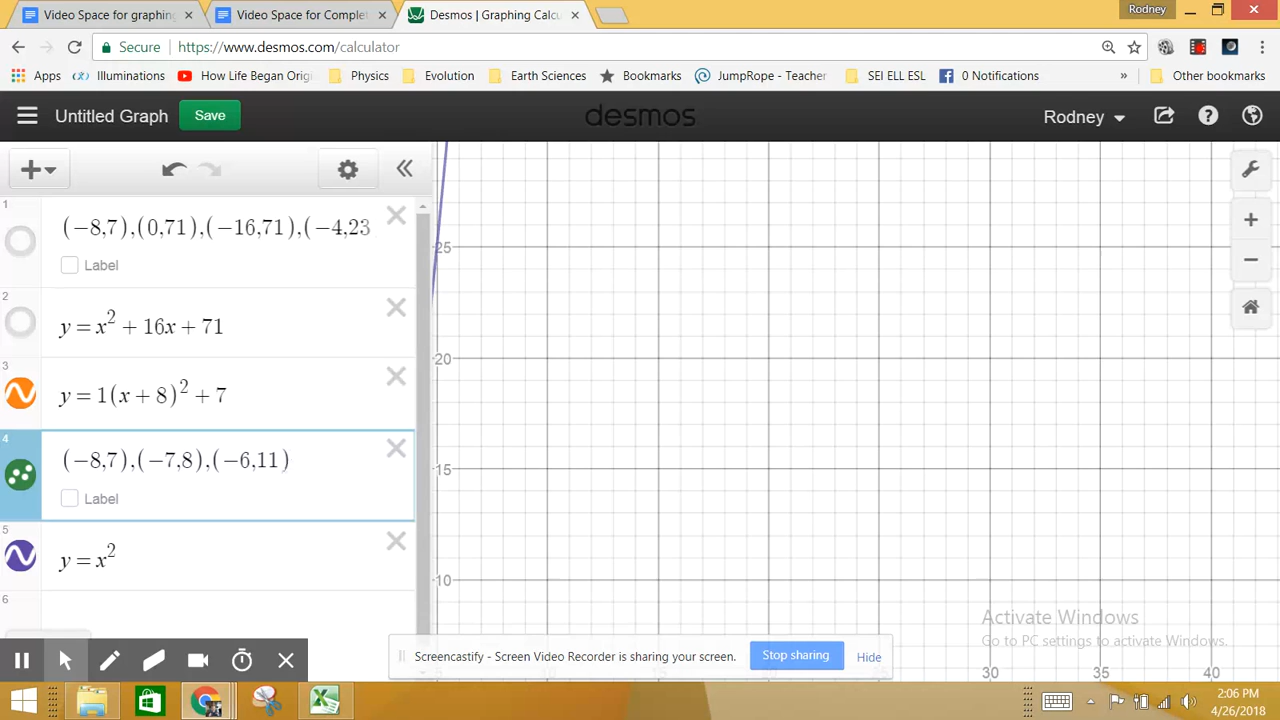 Video Space for graphing
Video Space for Comple
Desmos | Graphing Calcu
Rodney
Secure
https://www.desmos.com/calculator
Apps
Illuminations
How Life Began Orig
Physics
Evolution
Earth Sciences
Bookmarks
JumpRope - Teacher
SEI ELL ESL
0 Notifications
»
Other bookmarks
Untitled Graph
Save
desmos
Rodney
1
(−8,7),(0,71),(−16,71),(−4,23
Label
2
y = x² + 16x + 71
3
y = 1(x + 8)² + 7
4
(−8,7),(−7,8),(−6,11)
Label
5
y = x²
6
25
20
15
10
5
30
35
40
Activate Windows
Go to PC settings to activate Windows.
Screencastify - Screen Video Recorder is sharing your screen.
Stop sharing
Hide
2:06 PM
4/26/2018